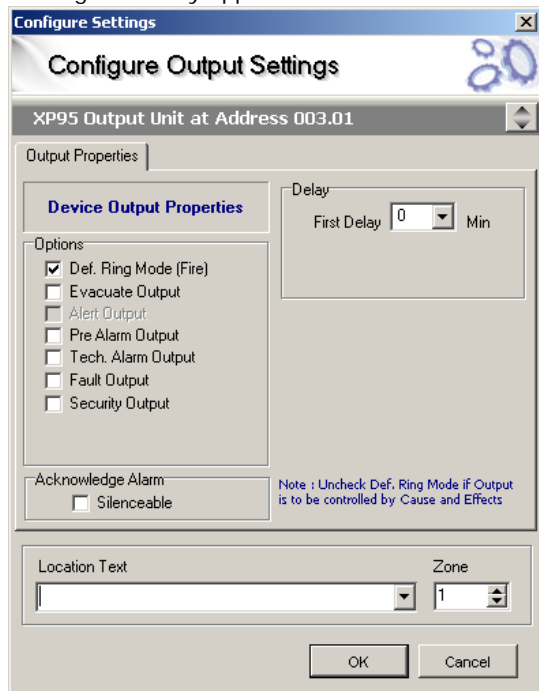 Configure Settings
Configure Output Settings
XP95 Output Unit at Address 003.01
Output Properties
Device Output Properties
Options
Def. Ring Mode (Fire)
Evacuate Output
Alert Output
Pre Alarm Output
Tech. Alarm Output
Fault Output
Security Output
Delay
First Delay 0 Min
Acknowledge Alarm
Silenceable
Note : Uncheck Def. Ring Mode if Output
is to be controlled by Cause and Effects
Location Text
Zone
1
OK
Cancel